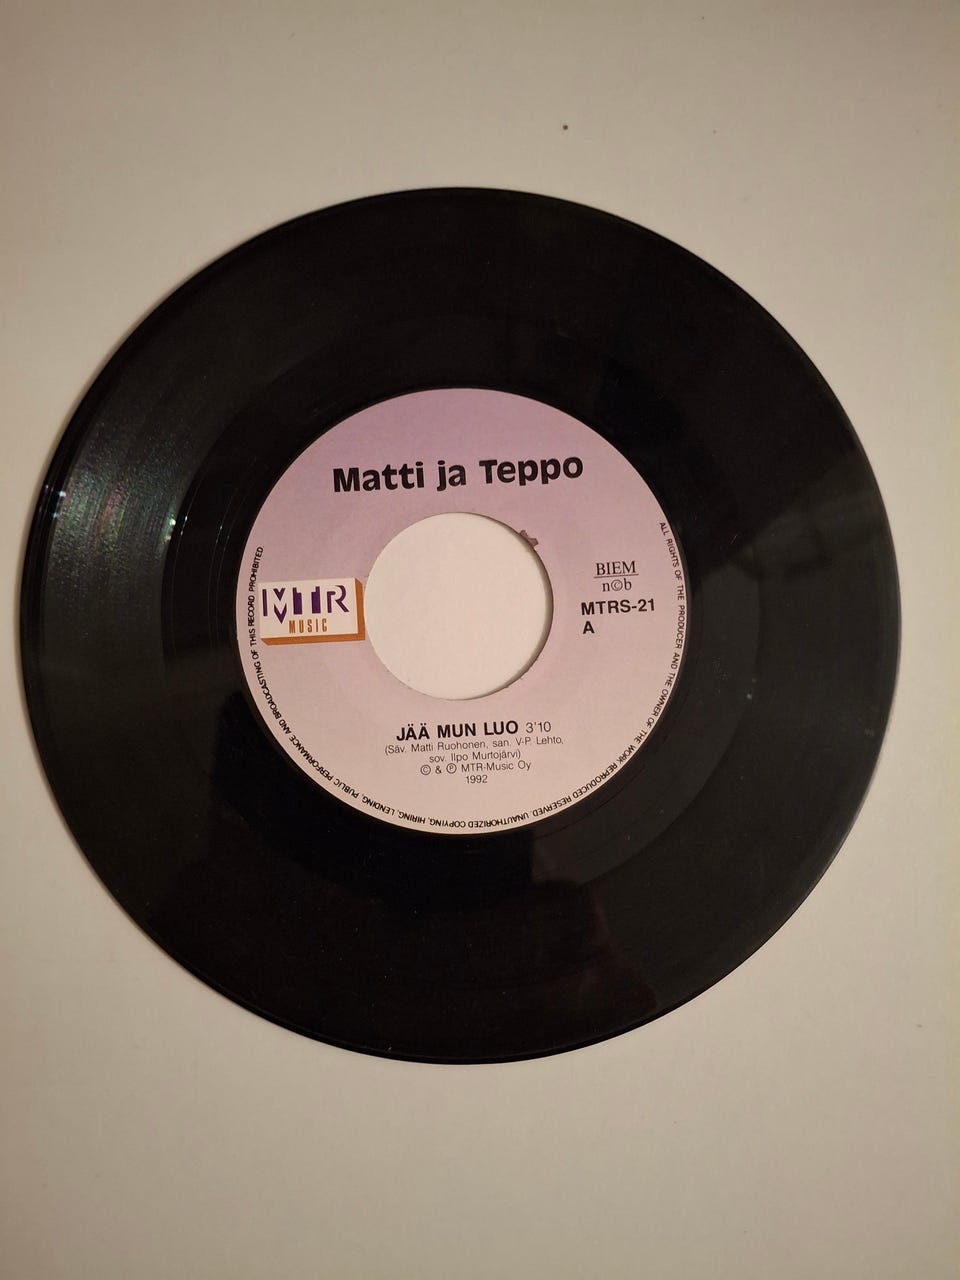 Matti ja Teppo
BIEM
n©b
MTRS-21
A
MTR
MUSIC
JÄÄ MUN LUO 3'10
(Säv. Matti Ruohonen, san. V-P. Lehto,
sov. Ilpo Murtojärvi)
© & ℗ MTR-Music Oy
1992
ALL RIGHTS OF THE PRODUCER AND THE OWNER OF THE WORK REPRODUCED RESERVED. UNAUTHORIZED COPYING, HIRING, LENDING, PUBLIC PERFORMANCE AND BROADCASTING OF THIS RECORD PROHIBITED